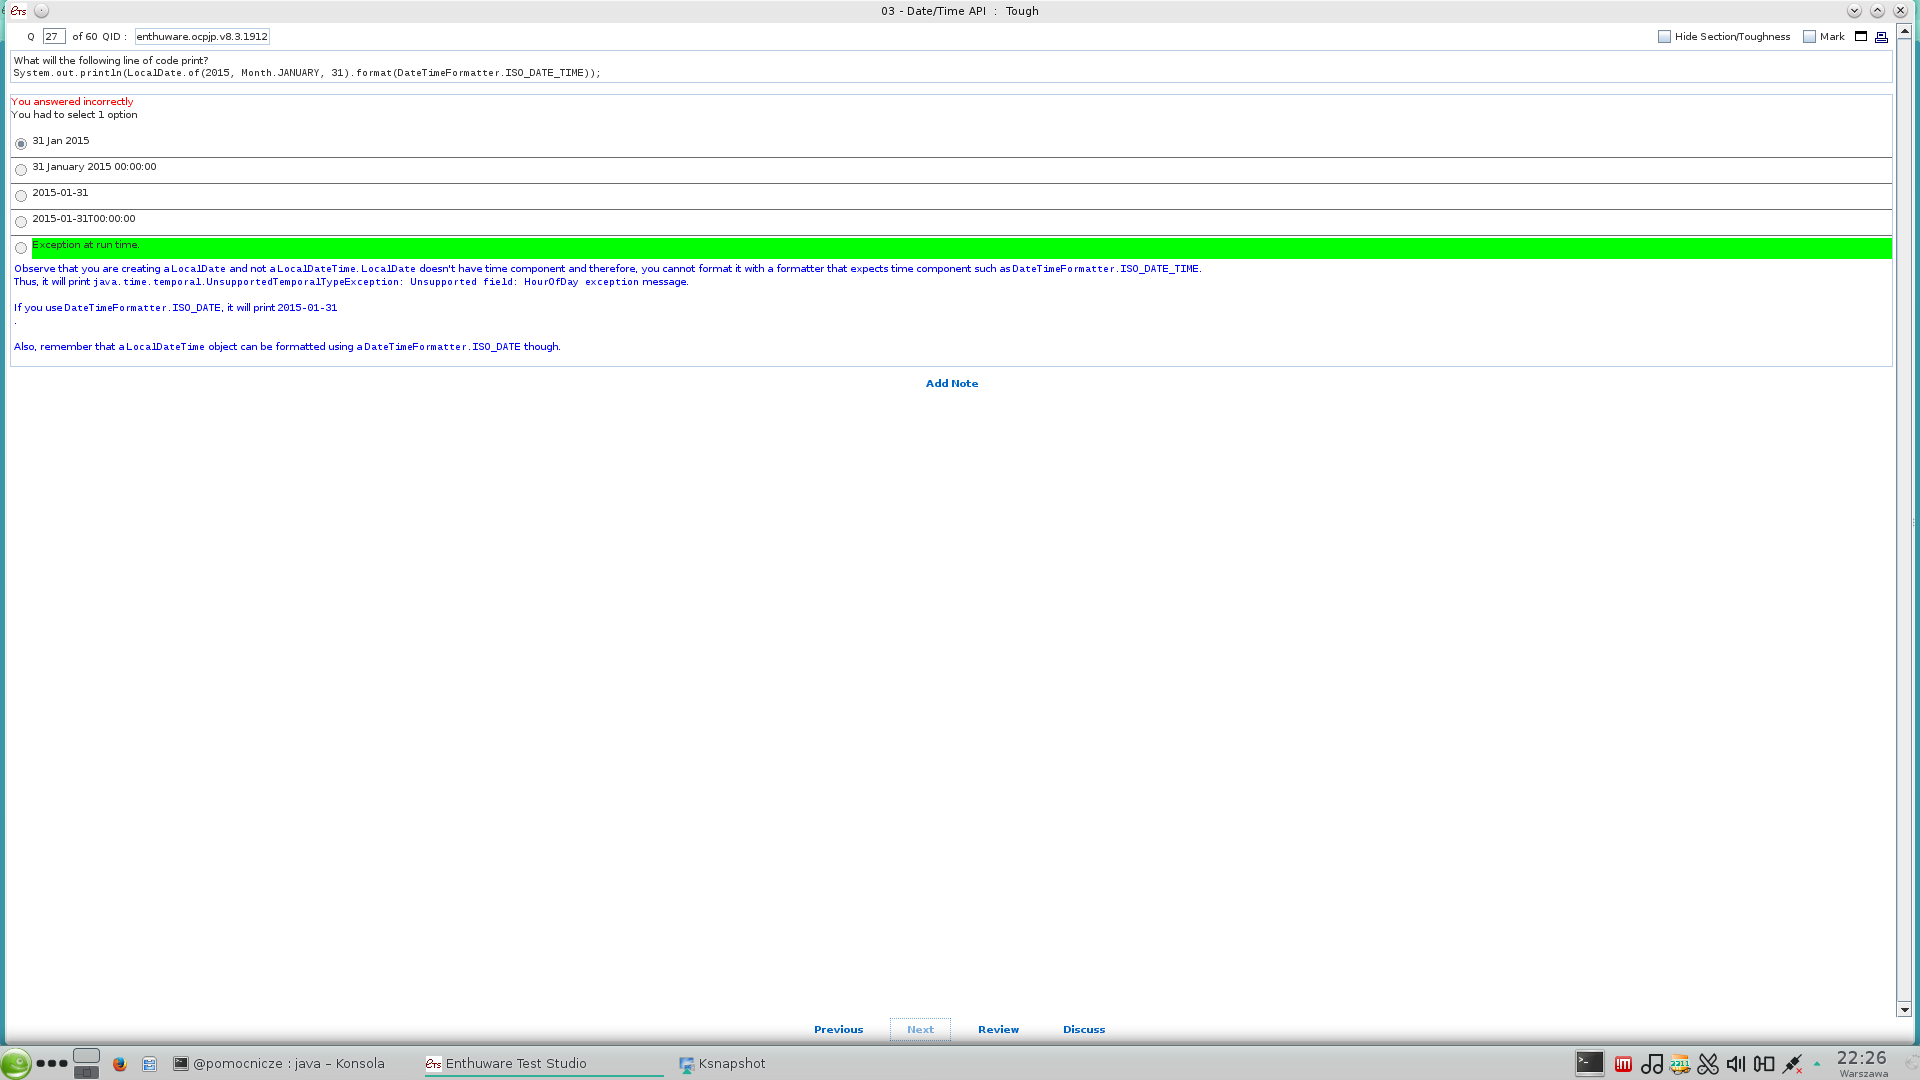 ETS
03 - Date/Time API : Tough
Q 27 of 60 QID : enthuware.ocpjp.v8.3.1912
Hide Section/Toughness Mark
What will the following line of code print?
System.out.println(LocalDate.of(2015, Month.JANUARY, 31).format(DateTimeFormatter.ISO_DATE_TIME));
You answered incorrectly
You had to select 1 option
31 Jan 2015
31 January 2015 00:00:00
2015-01-31
2015-01-31T00:00:00
Exception at run time.
Observe that you are creating a LocalDate and not a LocalDateTime. LocalDate doesn't have time component and therefore, you cannot format it with a formatter that expects time component such as DateTimeFormatter.ISO_DATE_TIME.
Thus, it will print java.time.temporal.UnsupportedTemporalTypeException: Unsupported field: HourOfDay exception message.
If you use DateTimeFormatter.ISO_DATE, it will print 2015-01-31
.
Also, remember that a LocalDateTime object can be formatted using a DateTimeFormatter.ISO_DATE though.
Add Note
Previous Next Review Discuss
@pomocnicze : java – Konsola ETS Enthuware Test Studio Ksnapshot 22:26
Warszawa